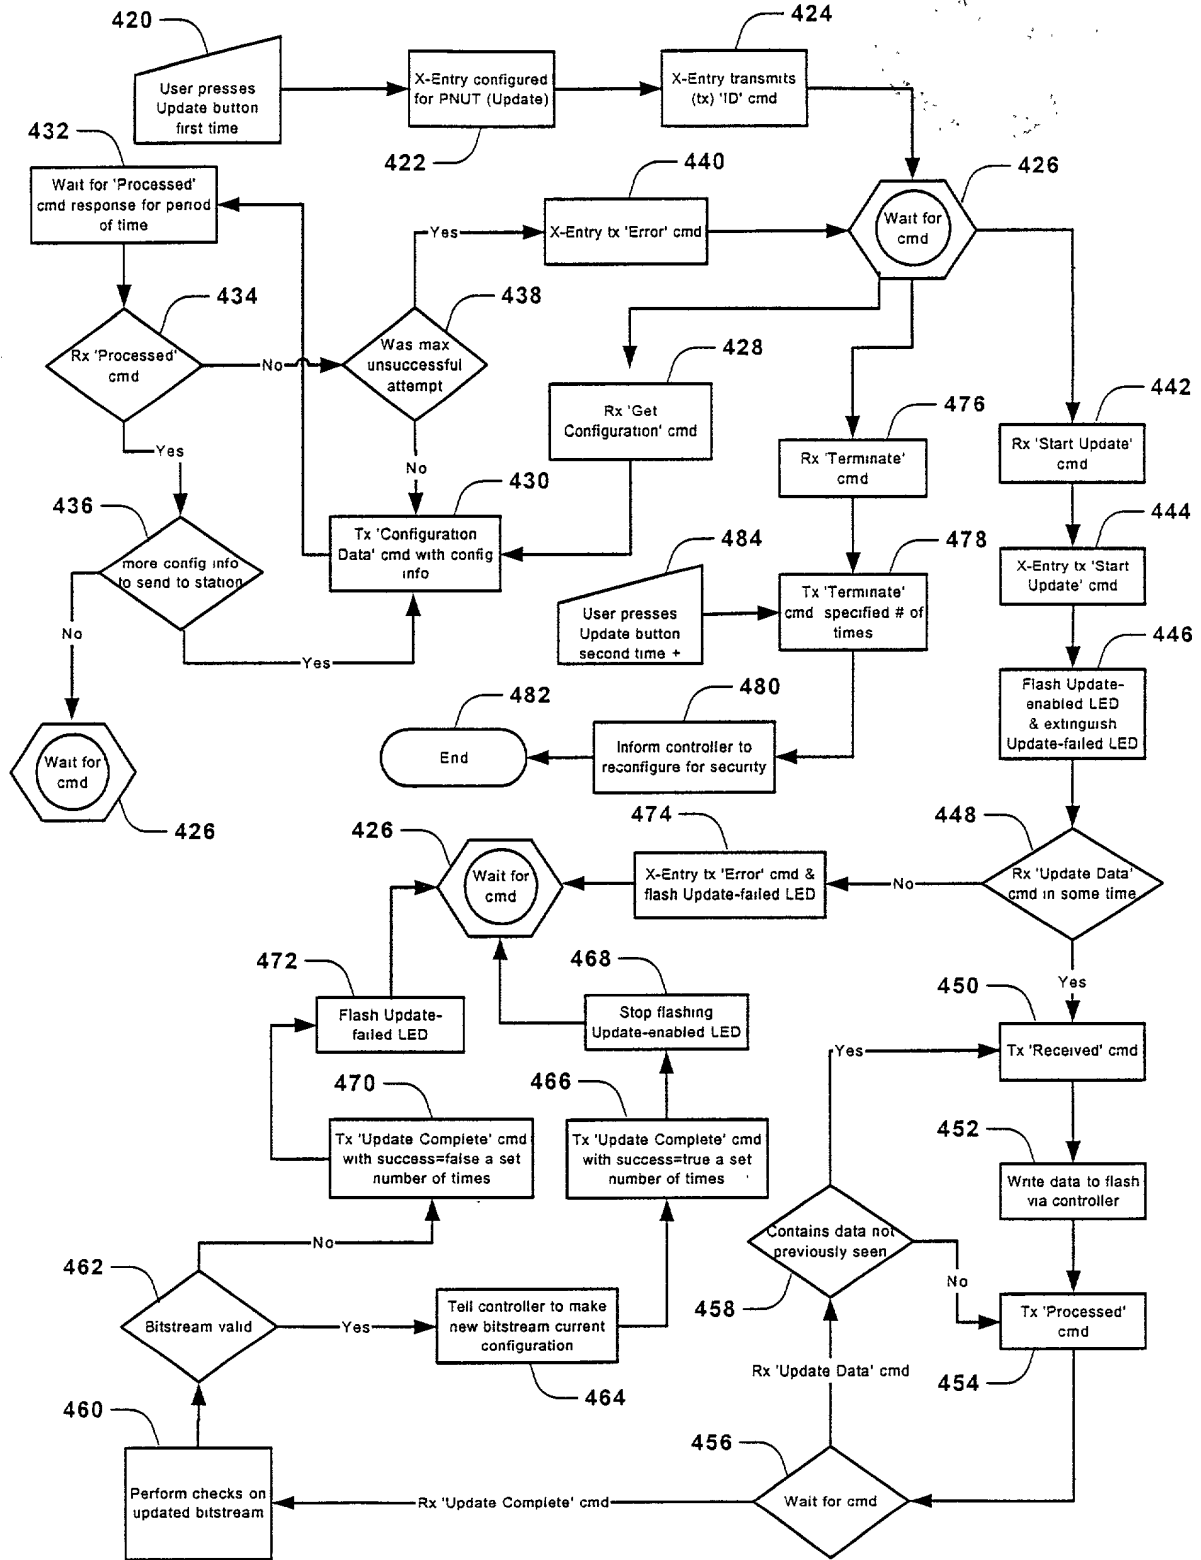 420
User presses
Update button
first time
X-Entry configured
for PNUT (Update)
422
424
X-Entry transmits
(tx) 'ID' cmd
426
Wait for
cmd
432
Wait for 'Processed'
cmd response for period
of time
440
X-Entry tx 'Error' cmd
Yes
434
Rx 'Processed'
cmd
No
438
Was max
unsuccessful
attempt
428
Rx 'Get
Configuration' cmd
476
Rx 'Terminate'
cmd
442
Rx 'Start Update'
cmd
Yes
No
436
more config info
to send to station
430
Tx 'Configuration
Data' cmd with config
info
484
User presses
Update button
second time +
478
Tx 'Terminate'
cmd specified # of
times
444
X-Entry tx 'Start
Update' cmd
No
Yes
446
Flash Update-
enabled LED
& extinguish
Update-failed LED
482
End
480
Inform controller to
reconfigure for security
Wait for
cmd
426
426
Wait for
cmd
474
X-Entry tx 'Error' cmd &
flash Update-failed LED
No
448
Rx 'Update Data'
cmd in some time
Yes
472
Flash Update-
failed LED
468
Stop flashing
Update-enabled LED
450
Tx 'Received' cmd
Yes
470
Tx 'Update Complete' cmd
with success=false a set
number of times
466
Tx 'Update Complete' cmd
with success=true a set
number of times
452
Write data to flash
via controller
Contains data not
previously seen
458
No
Tx 'Processed'
cmd
454
No
462
Bitstream valid
Yes
Tell controller to make
new bitstream current
configuration
464
Rx 'Update Data' cmd
460
Perform checks on
updated bitstream
Rx 'Update Complete' cmd
456
Wait for cmd